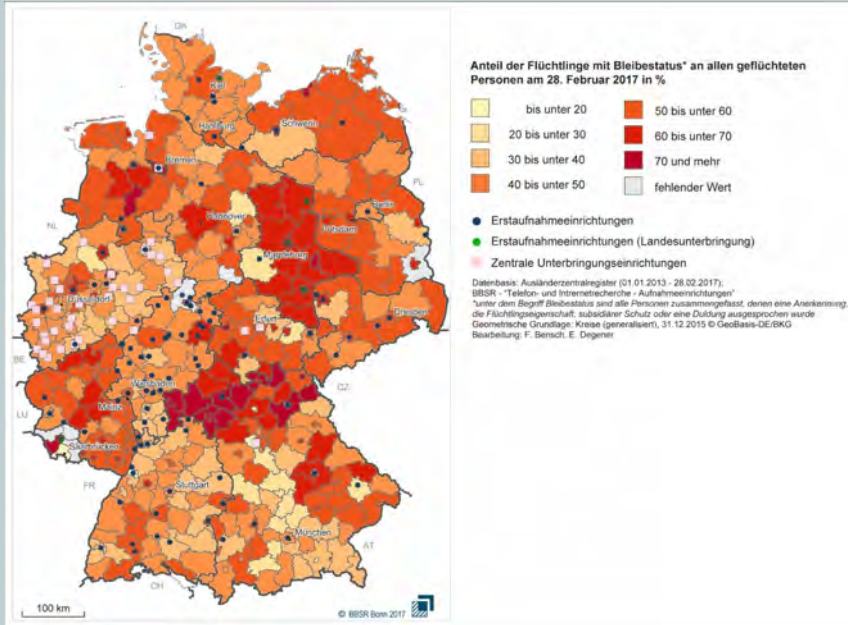 DK
Kiel
Hamburg
Schwerin
Bremen
PL
Berlin
NL
Hannover
Potsdam
Magdeburg
Düsseldorf
Erfurt
Dresden
BE
Wiesbaden
CZ
LU
Mainz
Saarbrücken
FR
Stuttgart
München
AT
CH
100 km
© BBSR Bonn 2017
Anteil der Flüchtlinge mit Bleibestatus* an allen geflüchteten
Personen am 28. Februar 2017 in %
bis unter 20
50 bis unter 60
20 bis unter 30
60 bis unter 70
30 bis unter 40
70 und mehr
40 bis unter 50
fehlender Wert
Erstaufnahmeeinrichtungen
Erstaufnahmeeinrichtungen (Landesunterbringung)
Zentrale Unterbringungseinrichtungen
Datenbasis: Ausländerzentralregister (01.01.2013 - 28.02.2017);
BBSR - "Telefon- und Internetrecherche - Aufnahmeeinrichtungen"
*unter dem Begriff Bleibestatus sind alle Personen zusammengefasst, denen eine Anerkennung,
die Flüchtlingseigenschaft, subsidiärer Schutz oder eine Duldung ausgesprochen wurde
Geometrische Grundlage: Kreise (generalisiert), 31.12.2015 © GeoBasis-DE/BKG
Bearbeitung: F. Bensch, E. Degener